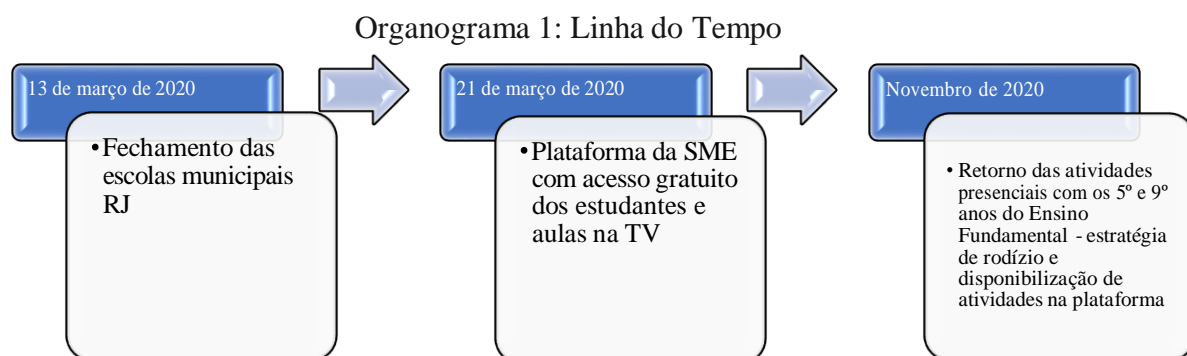 Organograma 1: Linha do Tempo
13 de março de 2020
•Fechamento das
escolas municipais
RJ
21 de março de 2020
•Plataforma da SME
com acesso gratuito
dos estudantes e
aulas na TV
Novembro de 2020
• Retorno das atividades
presenciais com os 5º e 9º
anos do Ensino
Fundamental - estratégia
de rodízio e
disponibilização de
atividades na plataforma